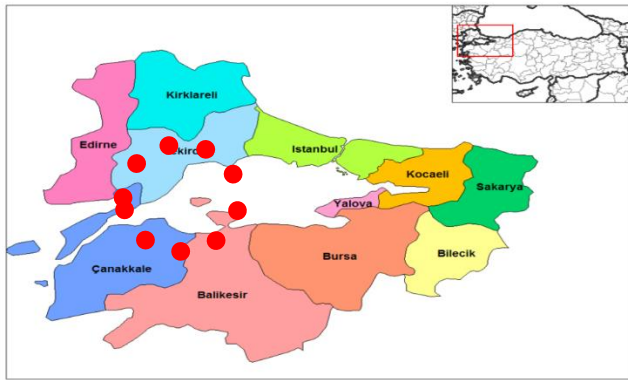 Kirklareli
Edirne
Istanbul
Kocaeli
Sakarya
Yalova
Bursa
Bilecik
Çanakkale
Balikesir